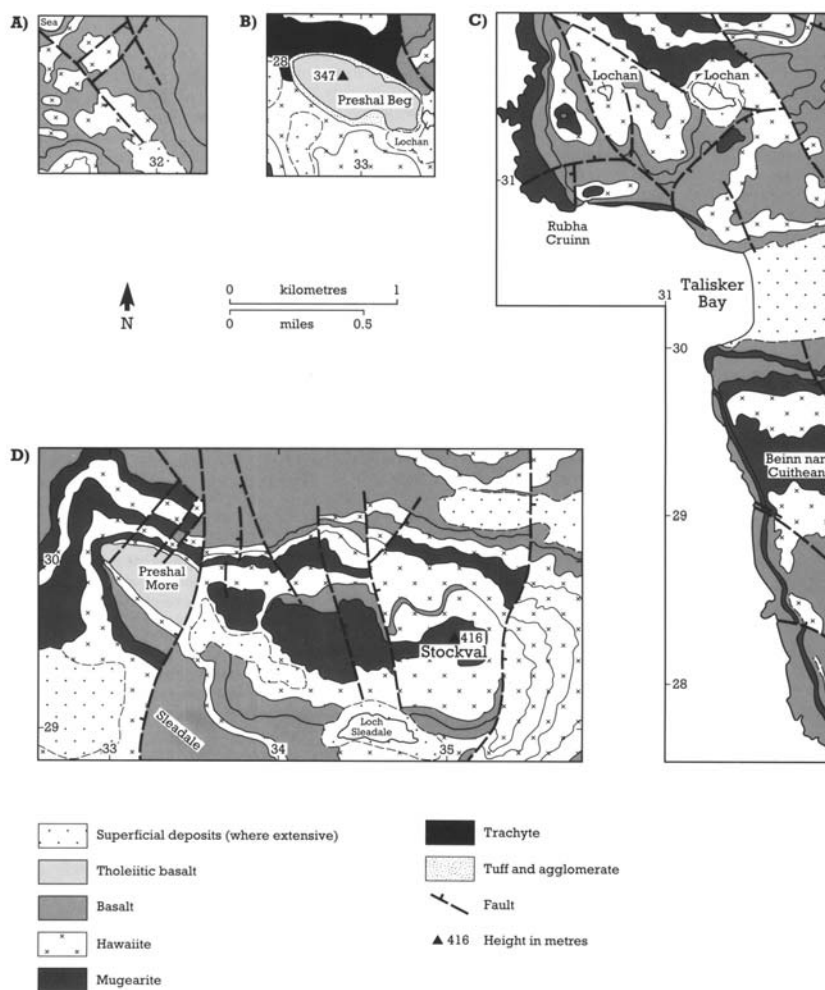 A)
Sea
32
B)
28
347
Preshal Beg
Lochan
33
C)
Lochan
Lochan
31
Rubha
Cruinn
31
Talisker
Bay
30
Beinn nan
Cuithean
29
28
N
0 kilometres 1
0 miles 0.5
D)
30
Preshal
More
416
Stockval
29
Sleadale
Loch
Sleadale
33
34
35
Superficial deposits (where extensive)
Tholeiitic basalt
Basalt
Hawaiite
Mugearite
Trachyte
Tuff and agglomerate
Fault
416 Height in metres